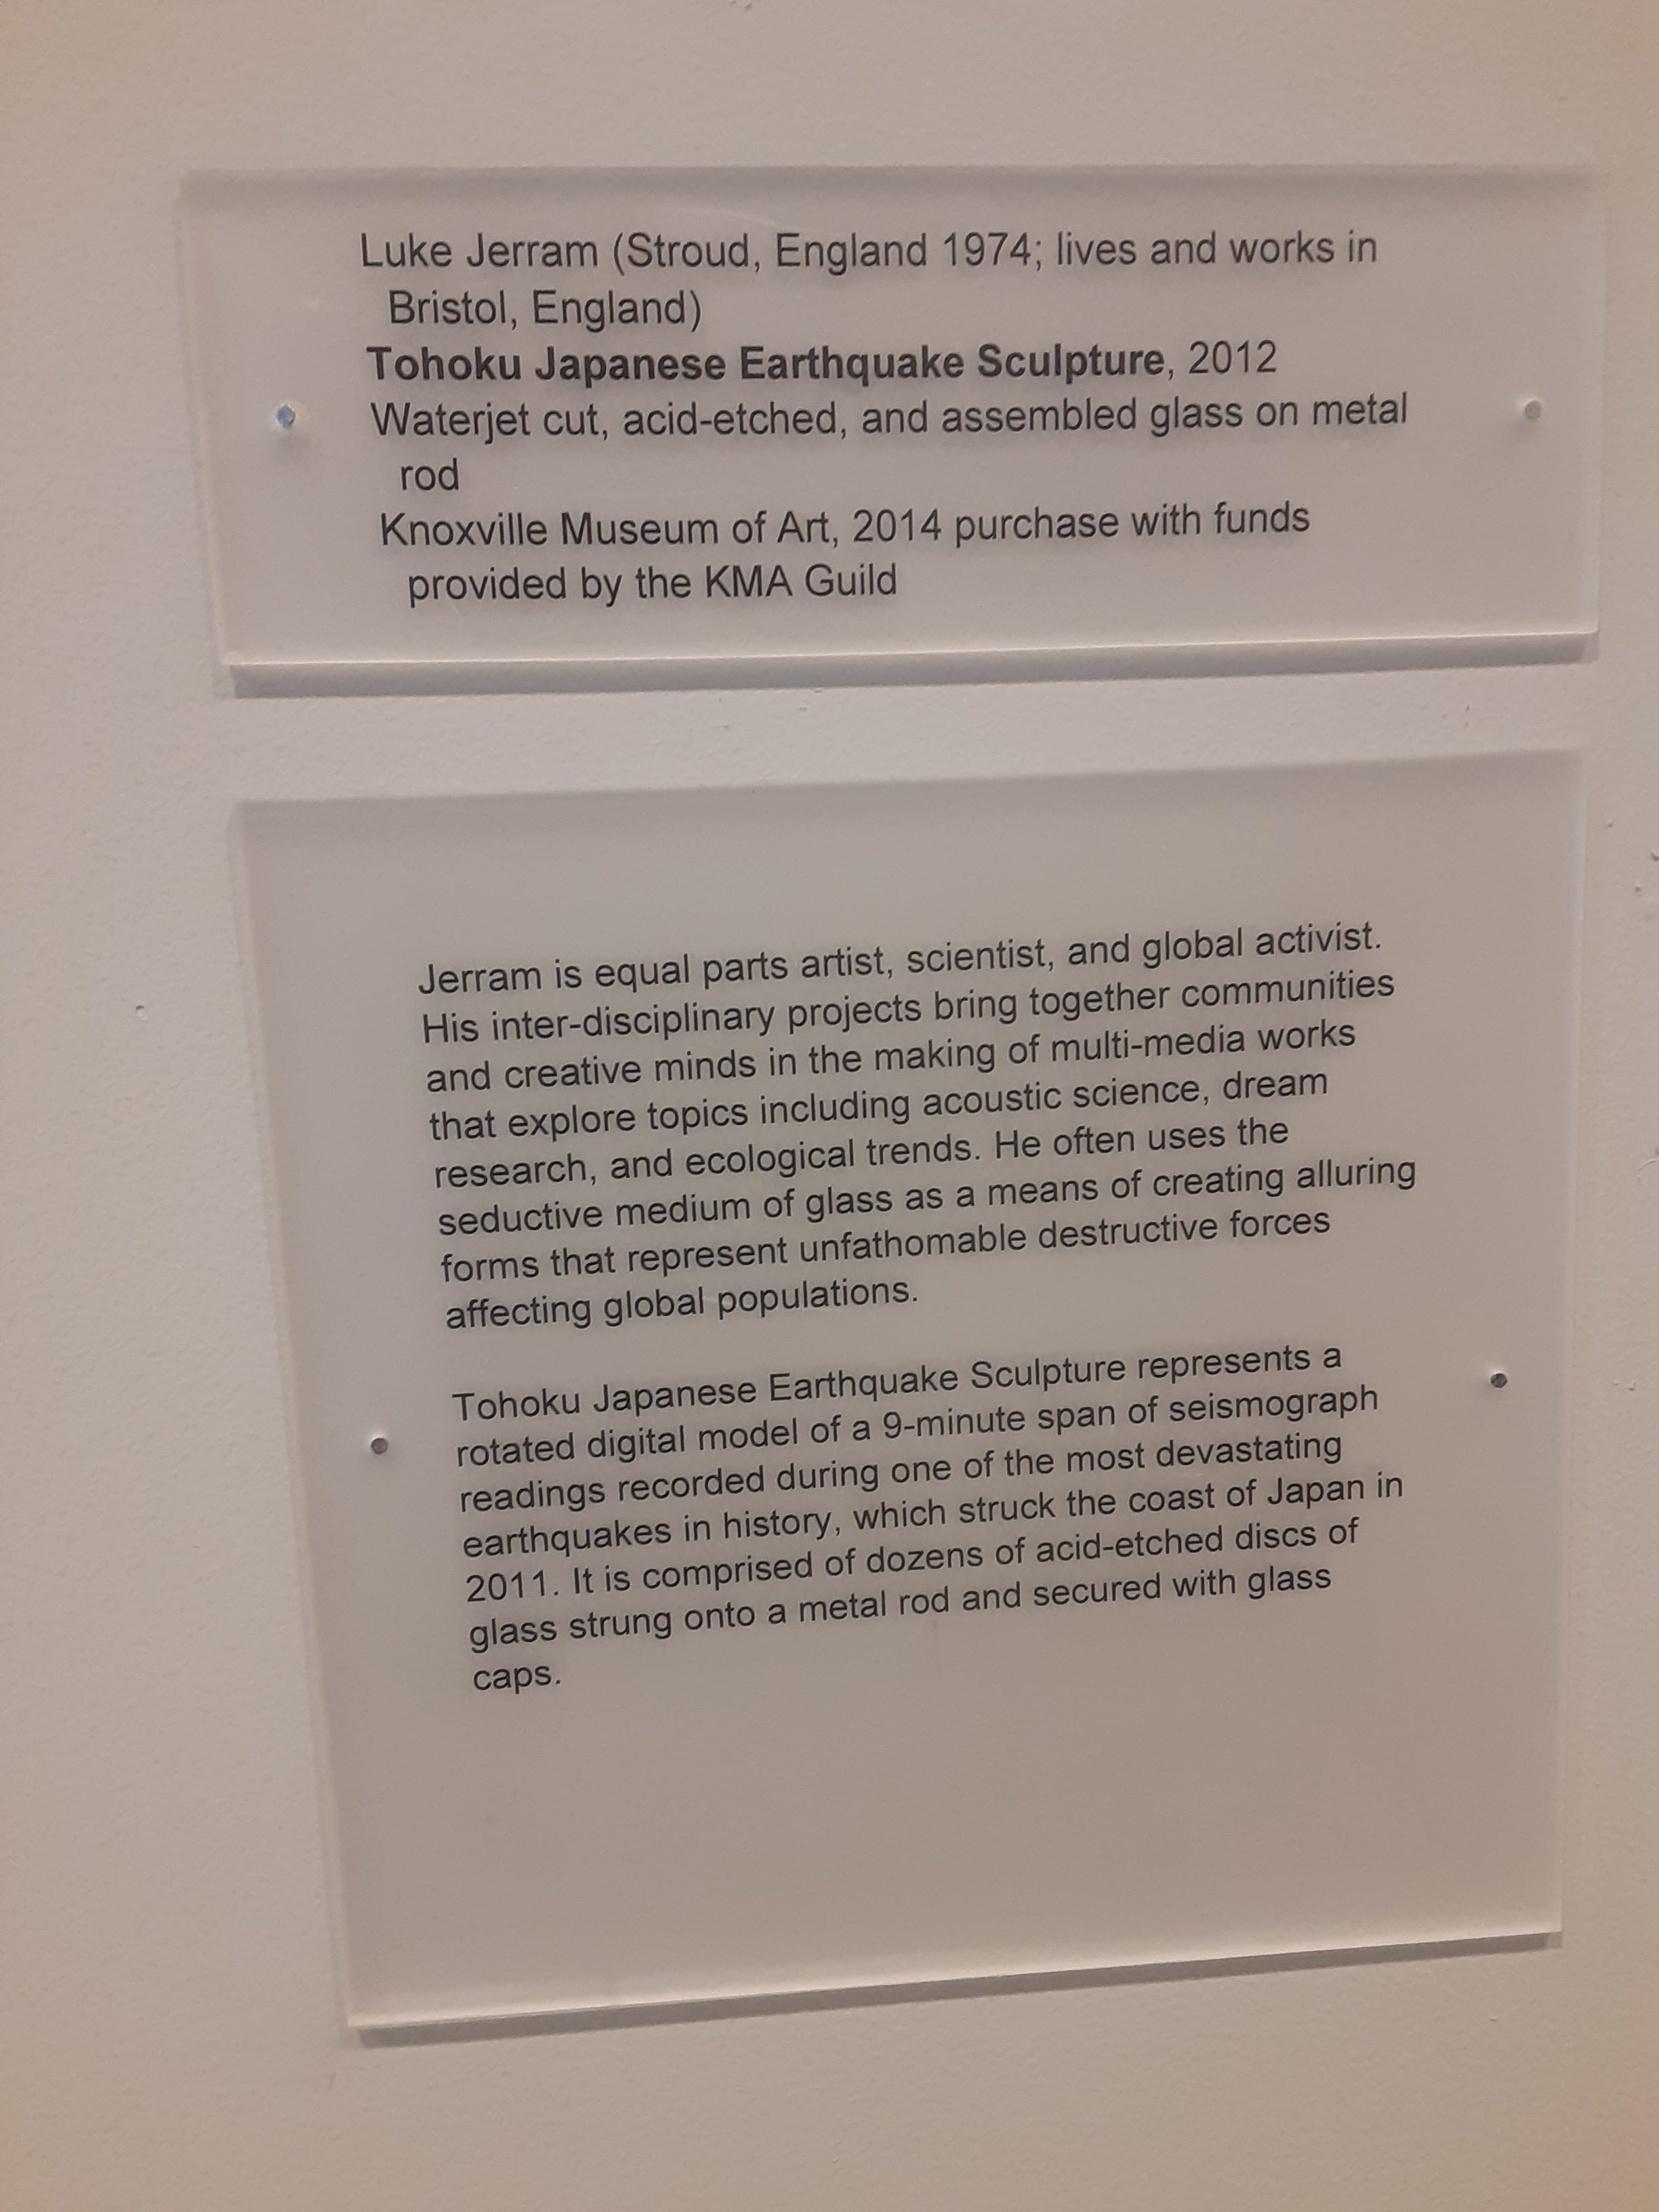 Luke Jerram (Stroud, England 1974; lives and works in
Bristol, England)
Tohoku Japanese Earthquake Sculpture, 2012
Waterjet cut, acid-etched, and assembled glass on metal
rod
Knoxville Museum of Art, 2014 purchase with funds
provided by the KMA Guild
Jerram is equal parts artist, scientist, and global activist.
His inter-disciplinary projects bring together communities
and creative minds in the making of multi-media works
that explore topics including acoustic science, dream
research, and ecological trends. He often uses the
seductive medium of glass as a means of creating alluring
forms that represent unfathomable destructive forces
affecting global populations.
Tohoku Japanese Earthquake Sculpture represents a
rotated digital model of a 9-minute span of seismograph
readings recorded during one of the most devastating
earthquakes in history, which struck the coast of Japan in
2011. It is comprised of dozens of acid-etched discs of
glass strung onto a metal rod and secured with glass
caps.